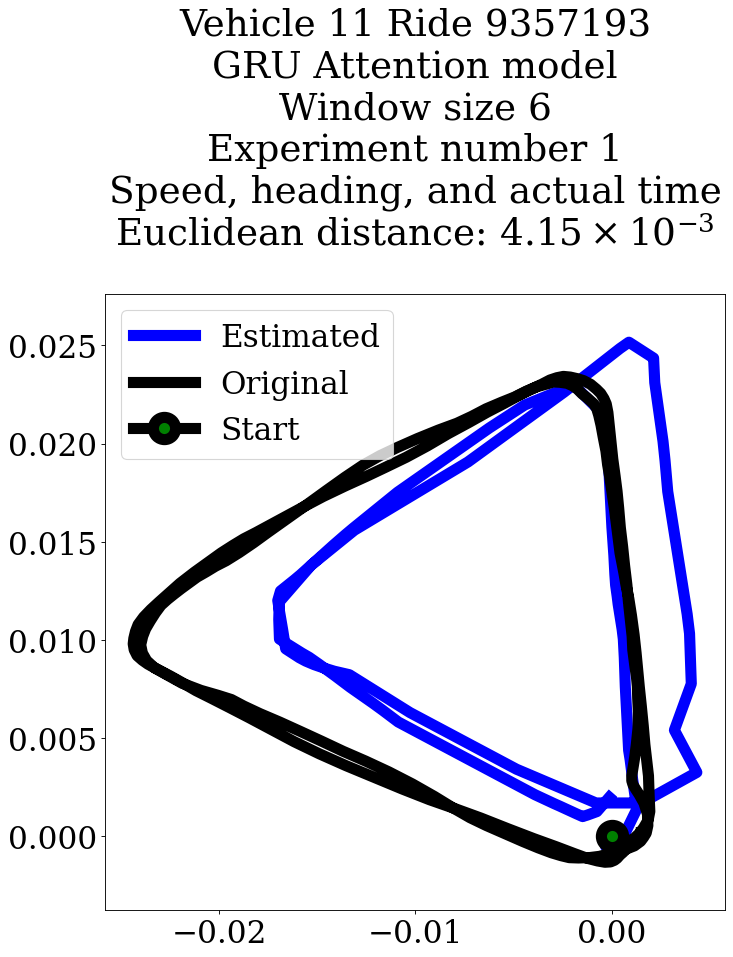 Vehicle 11 Ride 9357193
GRU Attention model
Window size 6
Experiment number 1
Speed, heading, and actual time
Euclidean distance: 4.15 × 10⁻³
Estimated
Original
Start
0.025
0.020
0.015
0.010
0.005
0.000
−0.02
−0.01
0.00